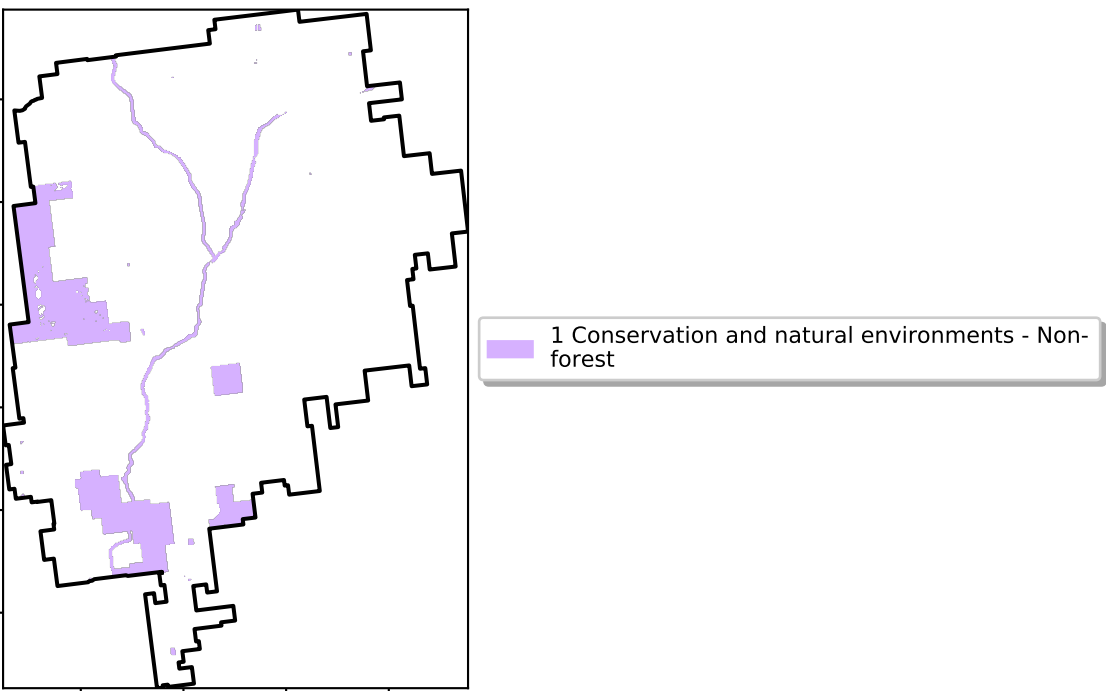 1 Conservation and natural environments - Non-
forest